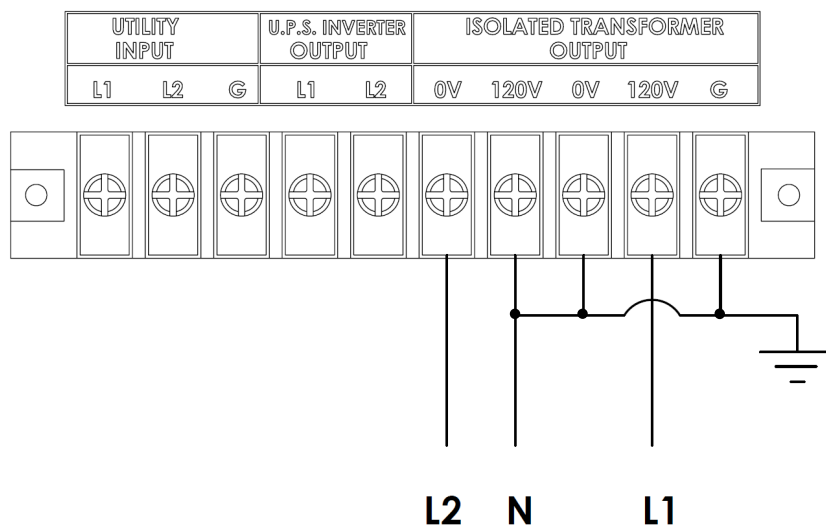 UTILITY INPUT
U.P.S. INVERTER OUTPUT
ISOLATED TRANSFORMER OUTPUT
L1 L2 G L1 L2 0V 120V 0V 120V G
L2 N L1